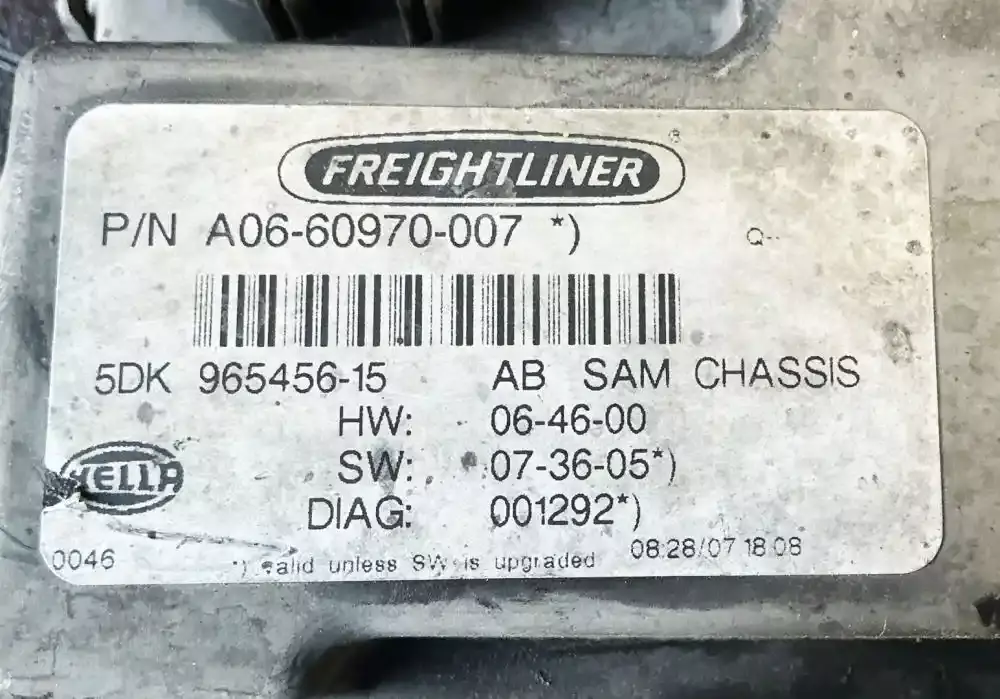 FREIGHTLINER ®
P/N A06-60970-007 *)
Q--
5DK 965456-15 AB SAM CHASSIS
HW: 06-46-00
SW: 07-36-05*)
HELLA
DIAG: 001292*)
0046
*) valid unless SW is upgraded
08/28/07 18:08